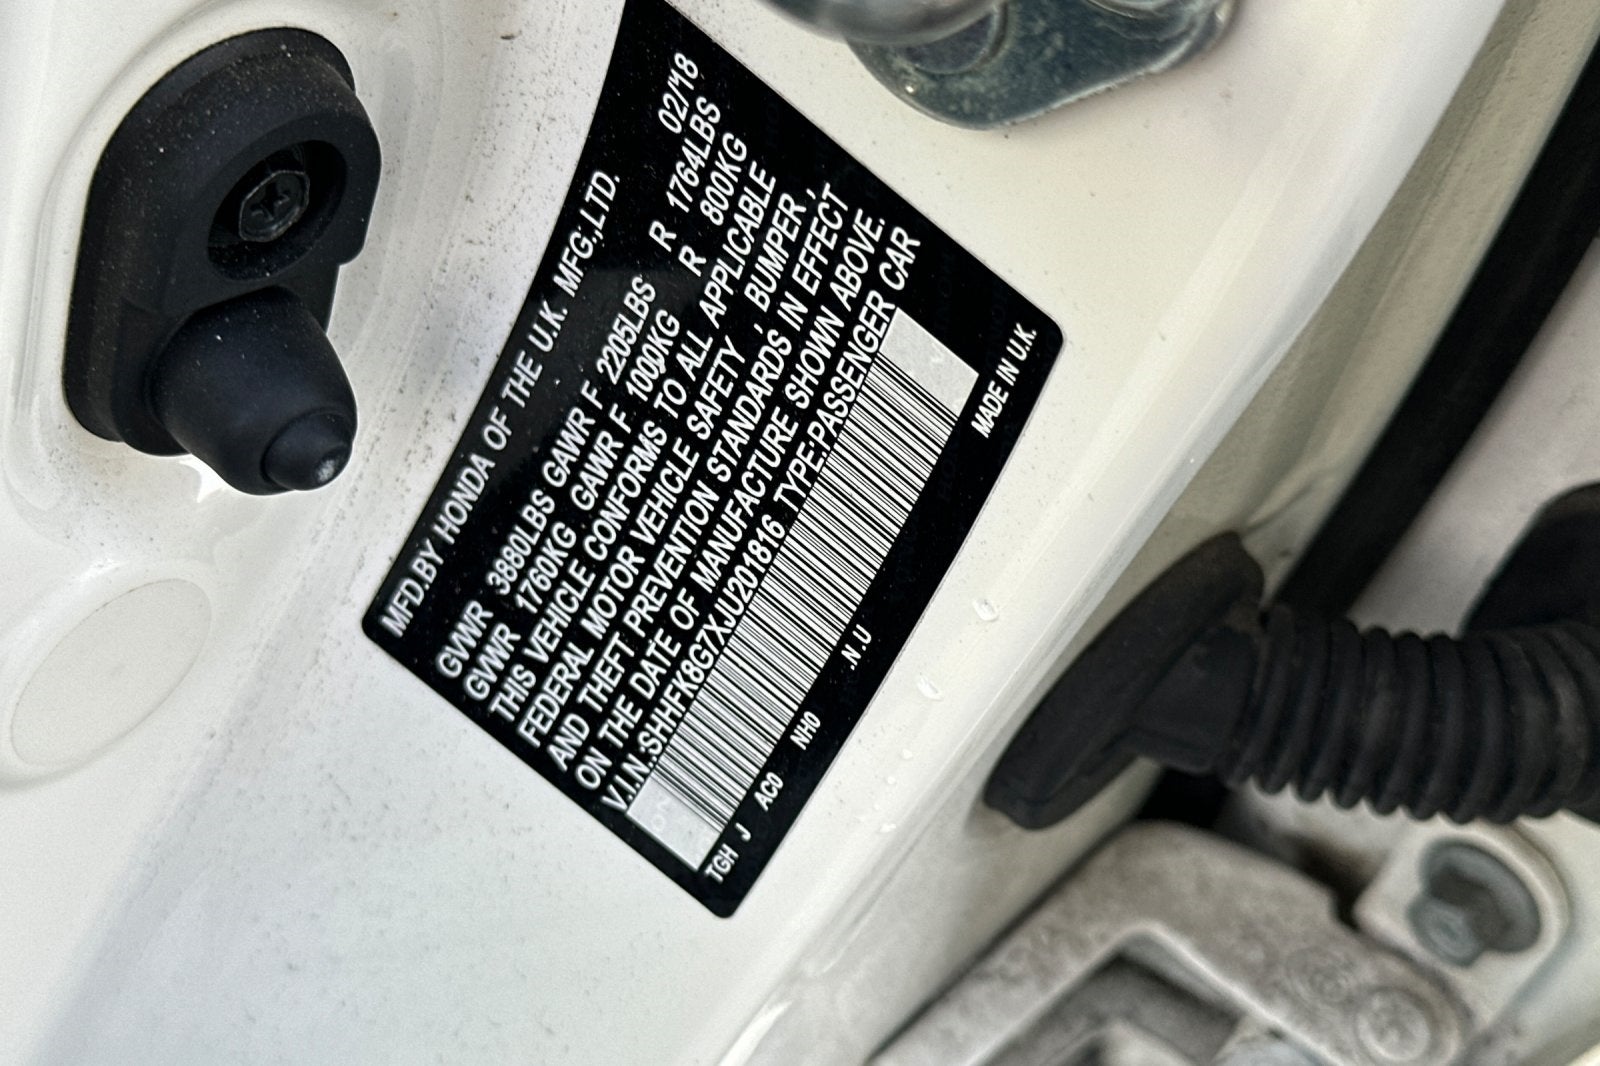 MFD.BY HONDA OF THE U.K. MFG.,LTD. 02/'18
GVWR 3880LBS GAWR F 2205LBS R 1764LBS
GVWR 1760KG GAWR F 1000KG R 800KG
THIS VEHICLE CONFORMS TO ALL APPLICABLE
FEDERAL MOTOR VEHICLE SAFETY , BUMPER ,
AND THEFT PREVENTION STANDARDS IN EFFECT
ON THE DATE OF MANUFACTURE SHOWN ABOVE.
V.I.N.:SHHFK8G7XJU201816 TYPE:PASSENGER CAR
TGH J AC0 NH0 .N.U MADE IN U.K.